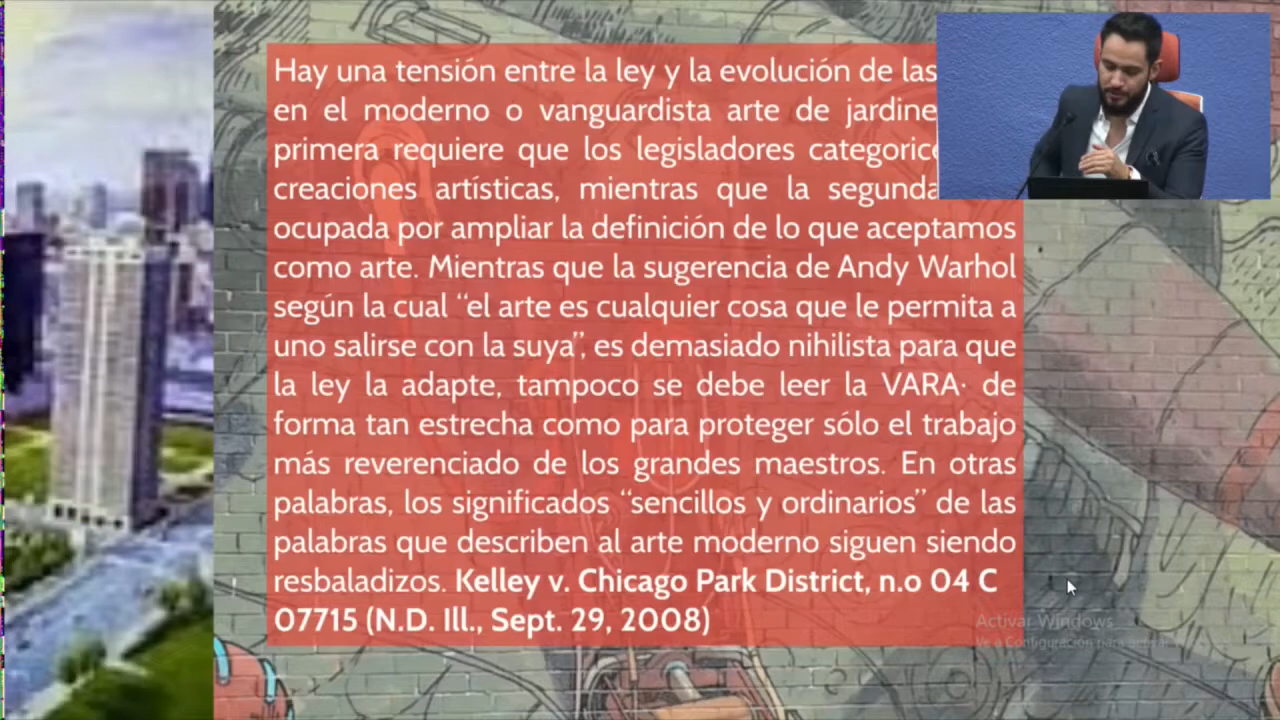 Hay una tensión entre la ley y la evolución de las
en el moderno o vanguardista arte de
primera requiere que los legisladores
creaciones artísticas, mientras que la segunda
ocupada por ampliar la definición de lo que aceptamos
como arte. Mientras que la sugerencia de Andy Warhol
según la cual “el arte es cualquier cosa que le permita a
uno salirse con la suya”, es demasiado nihilista para que
la ley la adapte, tampoco se debe leer la VARA· de
forma tan estrecha como para proteger sólo el trabajo
más reverenciado de los grandes maestros. En otras
palabras, los significados “sencillos y ordinarios” de las
palabras que describen al arte moderno siguen siendo
resbaladizos. Kelley v. Chicago Park District, n.o 04 C
07715 (N.D. Ill., Sept. 29, 2008)
Activar Windows
Ve a Configuración para